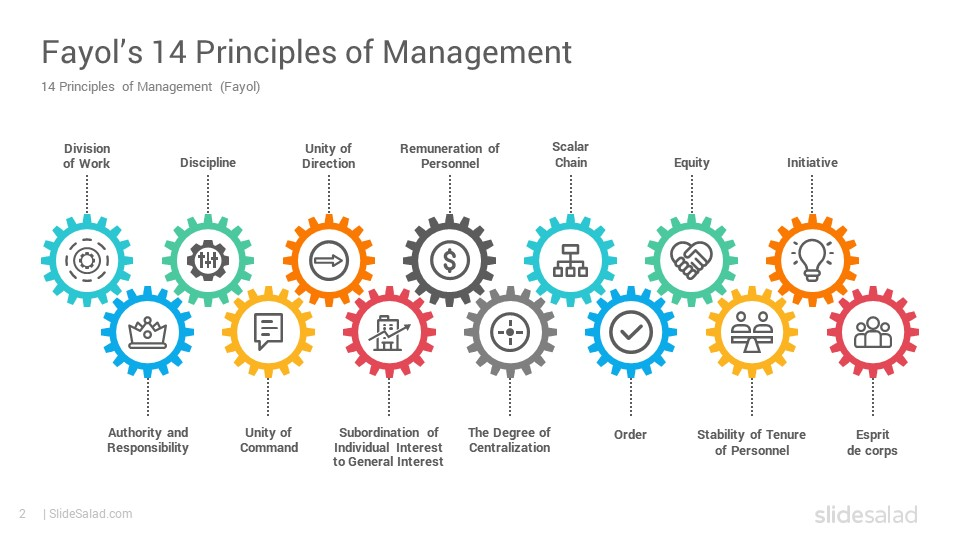 Fayol’s 14 Principles of Management
14 Principles of Management (Fayol)
Division
of Work
Discipline
Unity of
Direction
Remuneration of
Personnel
Scalar
Chain
Equity
Initiative
$
Authority and
Responsibility
Unity of
Command
Subordination of
Individual Interest
to General Interest
The Degree of
Centralization
Order
Stability of Tenure
of Personnel
Esprit
de corps
2 | SlideSalad.com
slidesalad